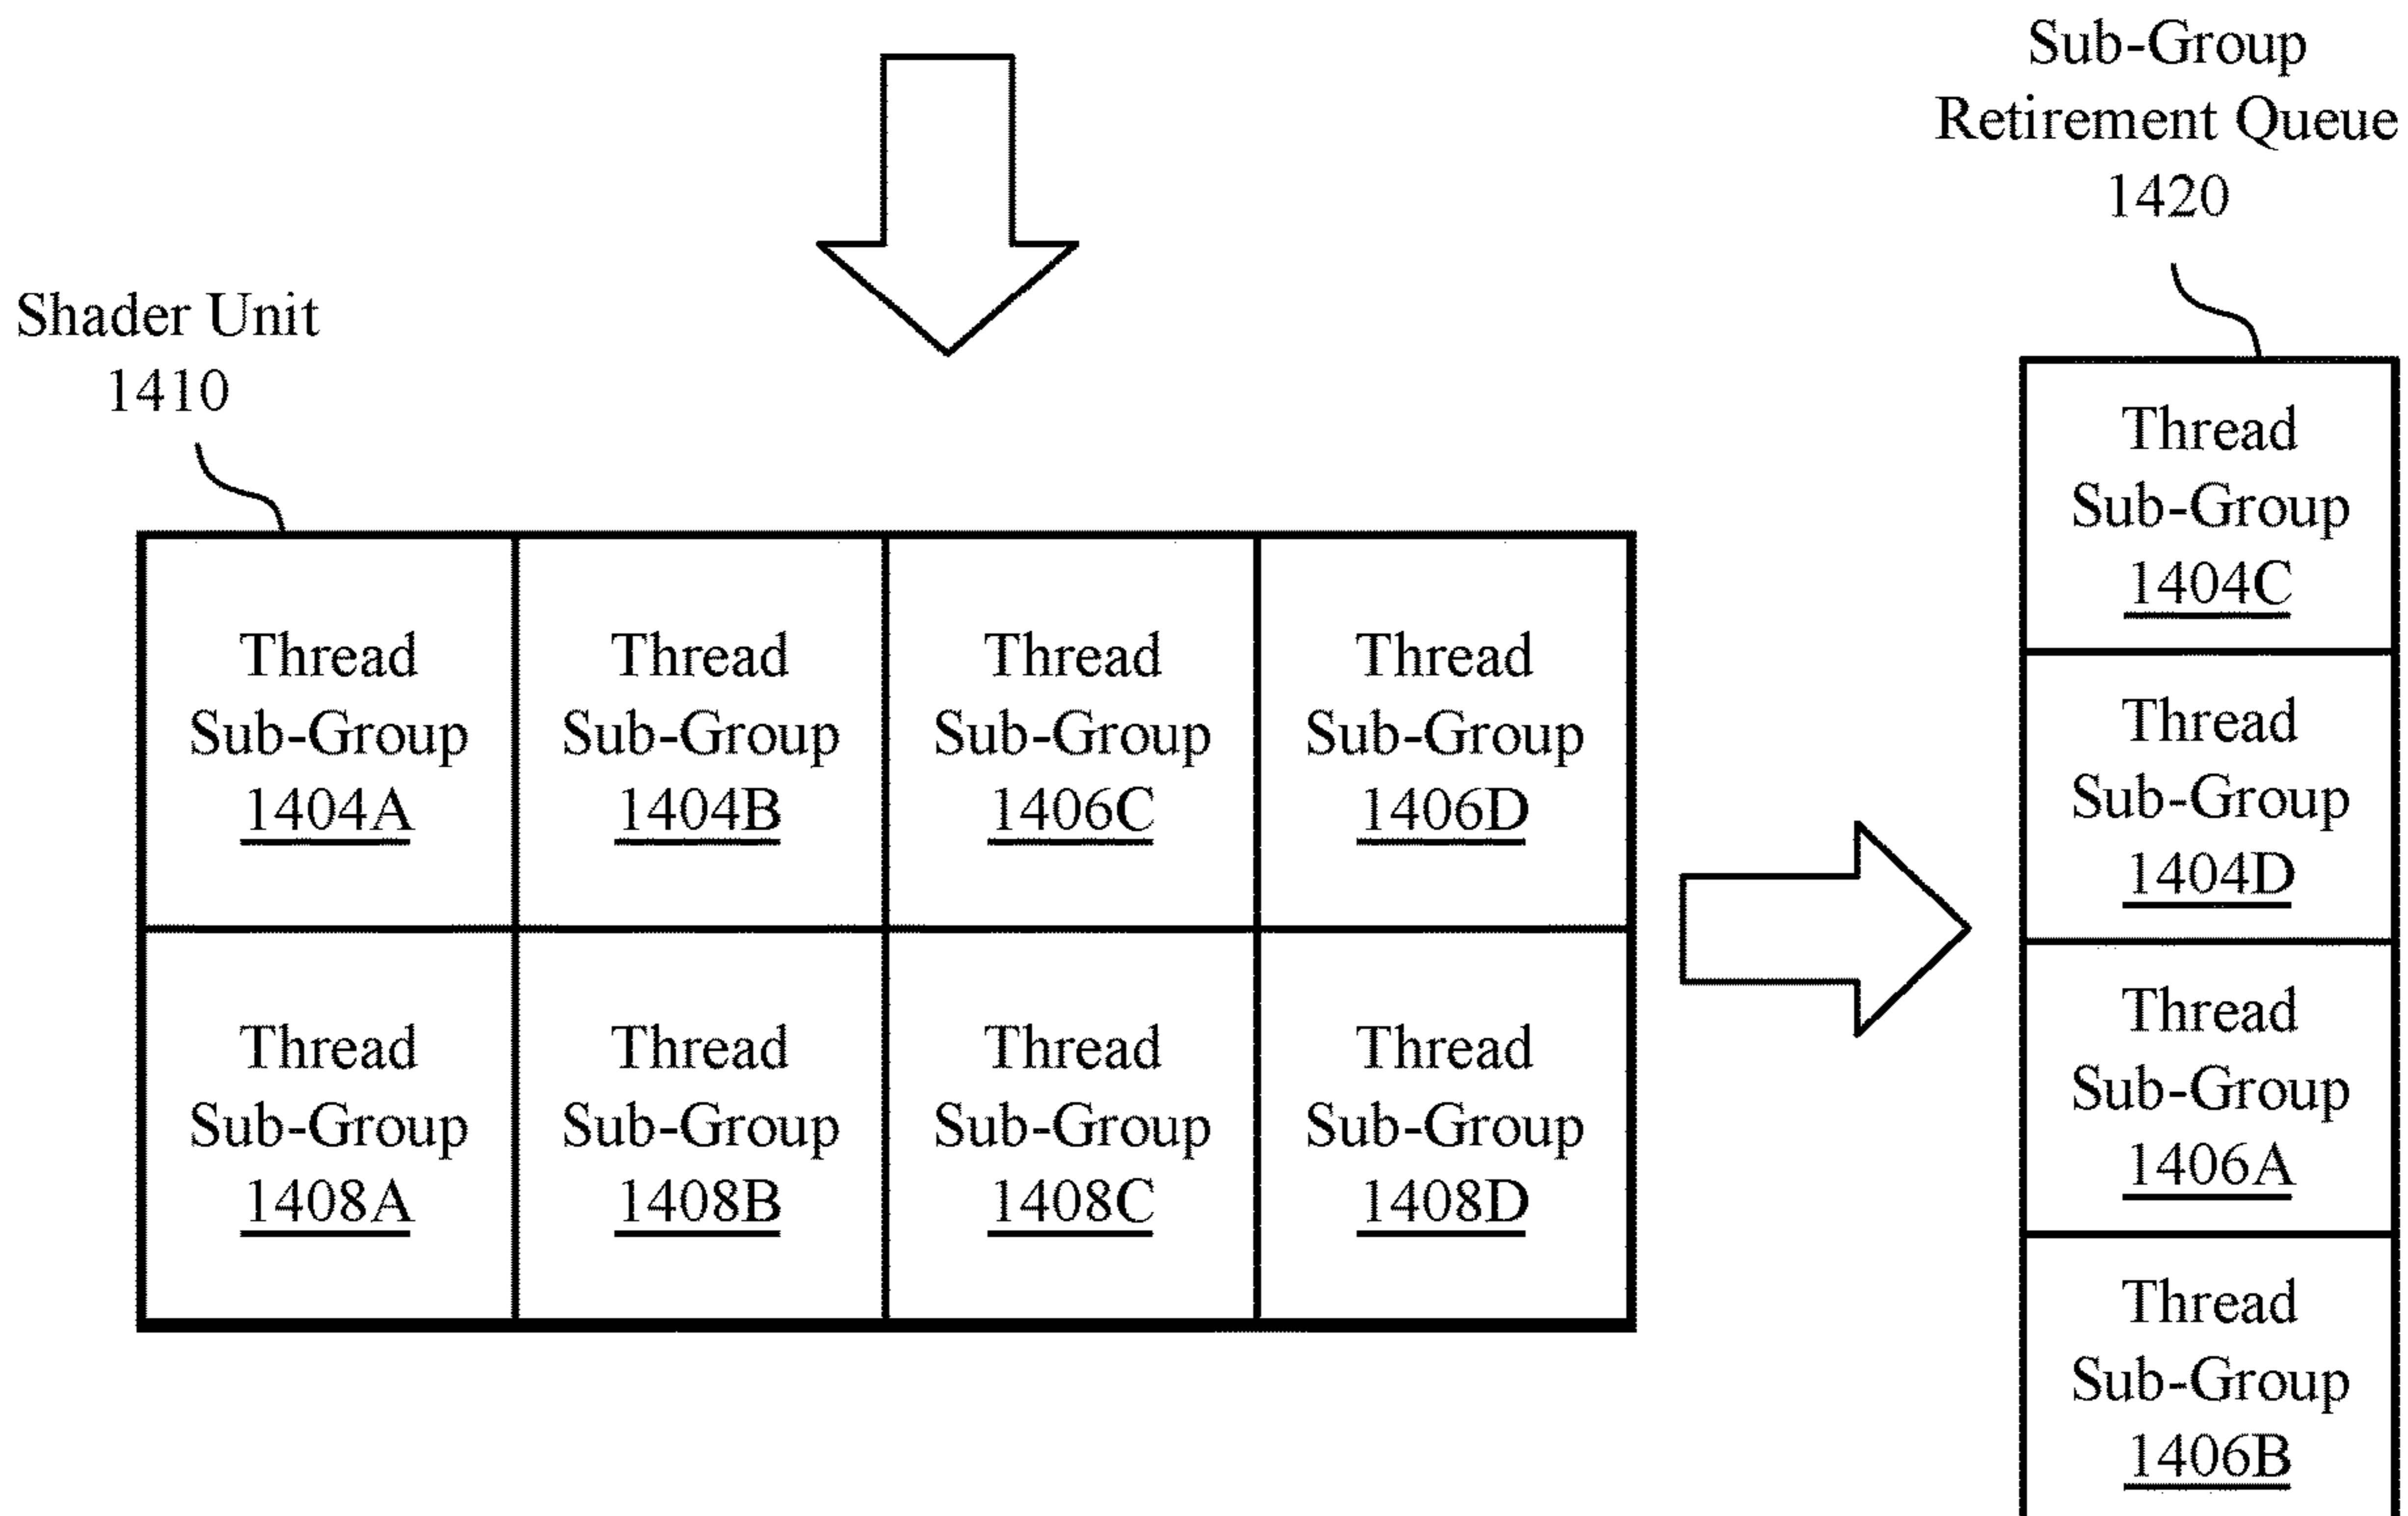 Sub-Group
Retirement Queue
1420
Shader Unit
1410
Thread
Sub-Group
1404A
Thread
Sub-Group
1404B
Thread
Sub-Group
1406C
Thread
Sub-Group
1406D
Thread
Sub-Group
1408A
Thread
Sub-Group
1408B
Thread
Sub-Group
1408C
Thread
Sub-Group
1408D
Thread
Sub-Group
1404C
Thread
Sub-Group
1404D
Thread
Sub-Group
1406A
Thread
Sub-Group
1406B